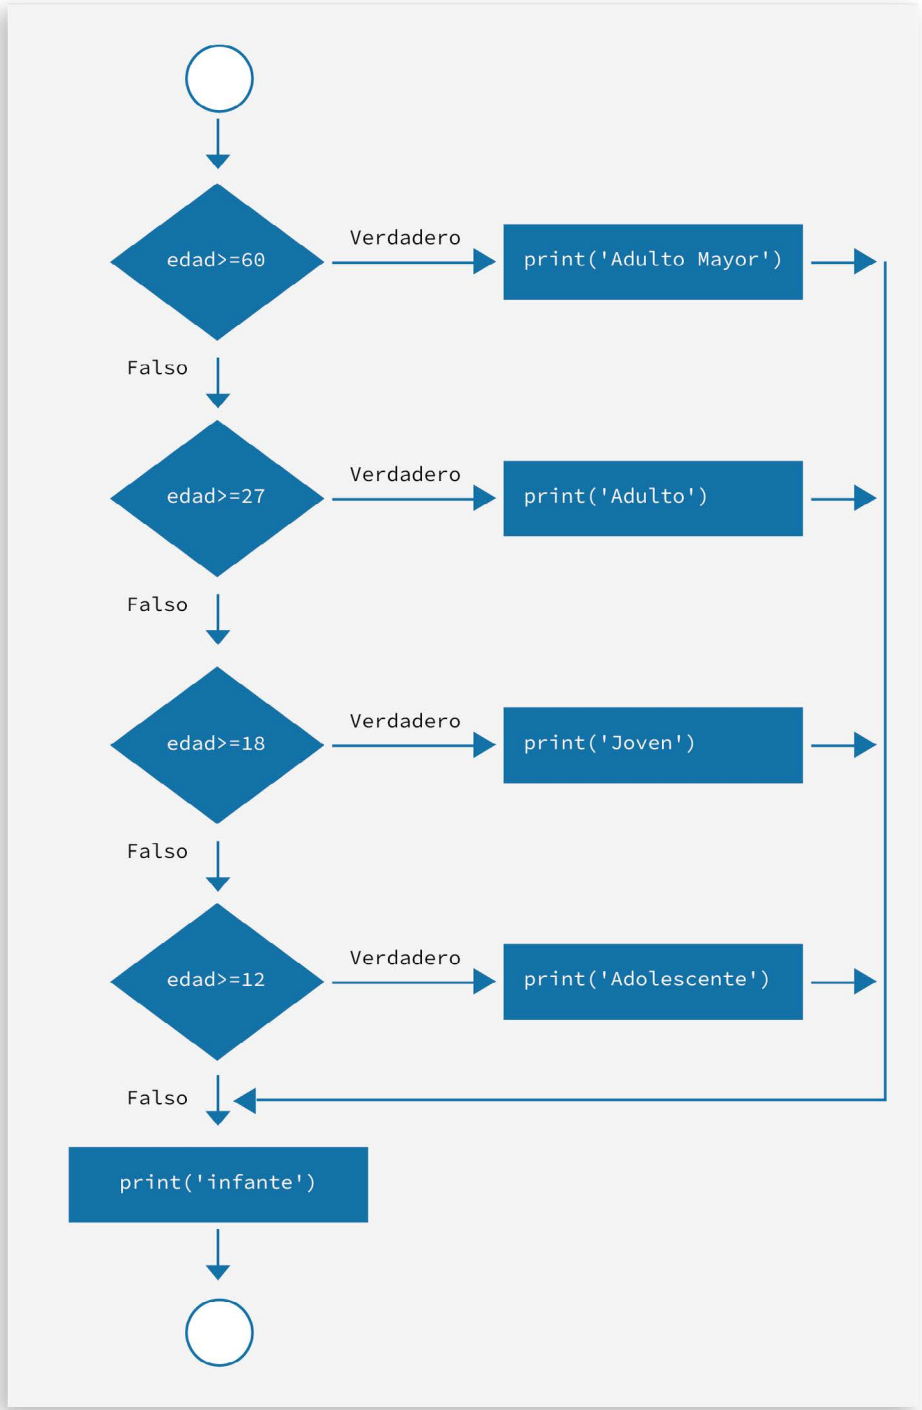 edad>=60
Verdadero
print('Adulto Mayor')
Falso
edad>=27
Verdadero
print('Adulto')
Falso
edad>=18
Verdadero
print('Joven')
Falso
edad>=12
Verdadero
print('Adolescente')
Falso
print('infante')